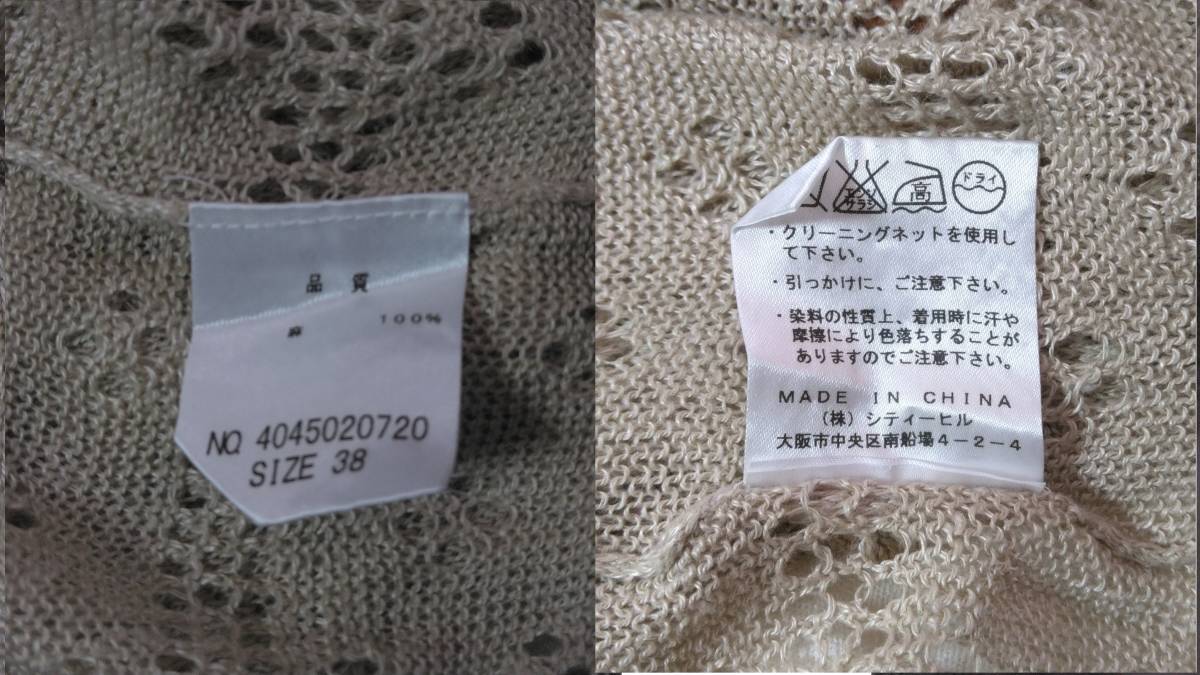 品質
麻 100%
NO. 4045020720
SIZE 38
エンソ
サラシ
高
ドライ
・クリーニングネットを使用し
て下さい。
・引っかけに、ご注意下さい。
・染料の性質上、着用時に汗や
摩擦により色落ちすることが
ありますのでご注意下さい。
MADE IN CHINA
(株)シティーヒル
大阪市中央区南船場4-2-4